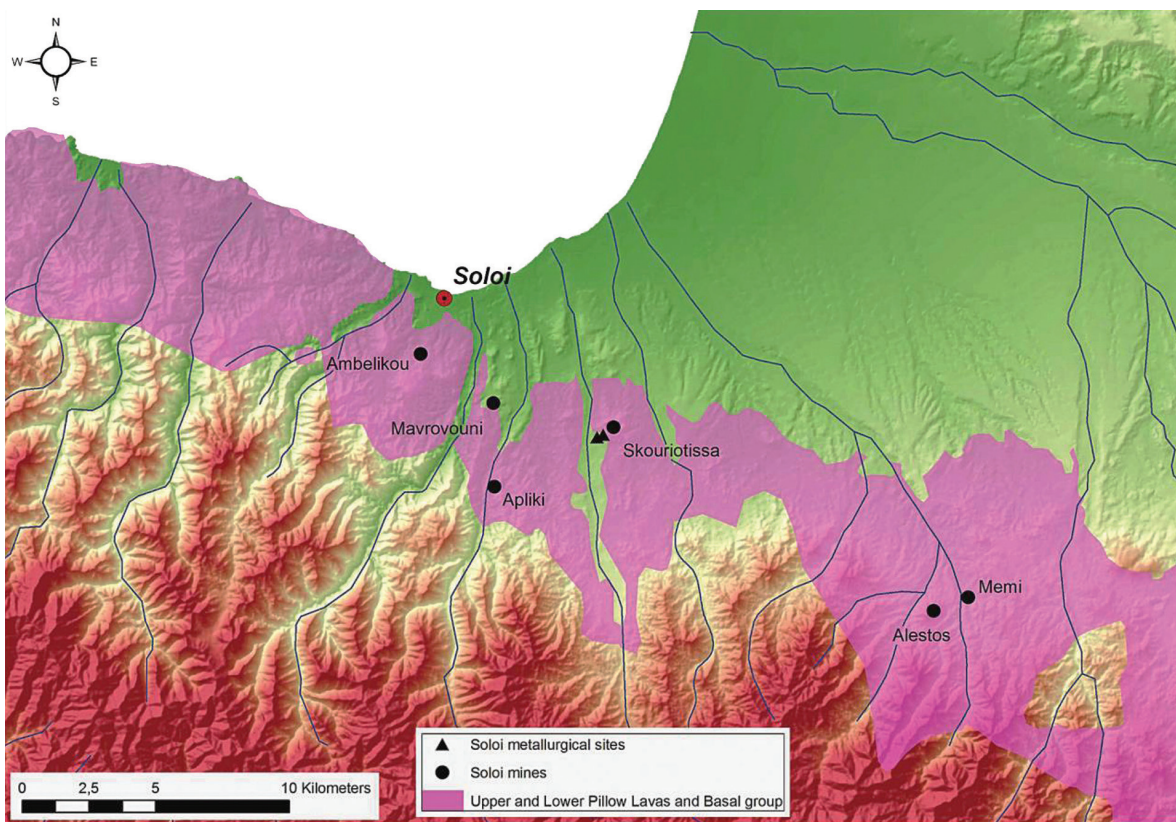 N
W E
S
Soloi
Ambelikou
Mavrovouni
Skouriotissa
Apliki
Memi
Alestos
Soloi metallurgical sites
Soloi mines
Upper and Lower Pillow Lavas and Basal group
0 2,5 5 10 Kilometers